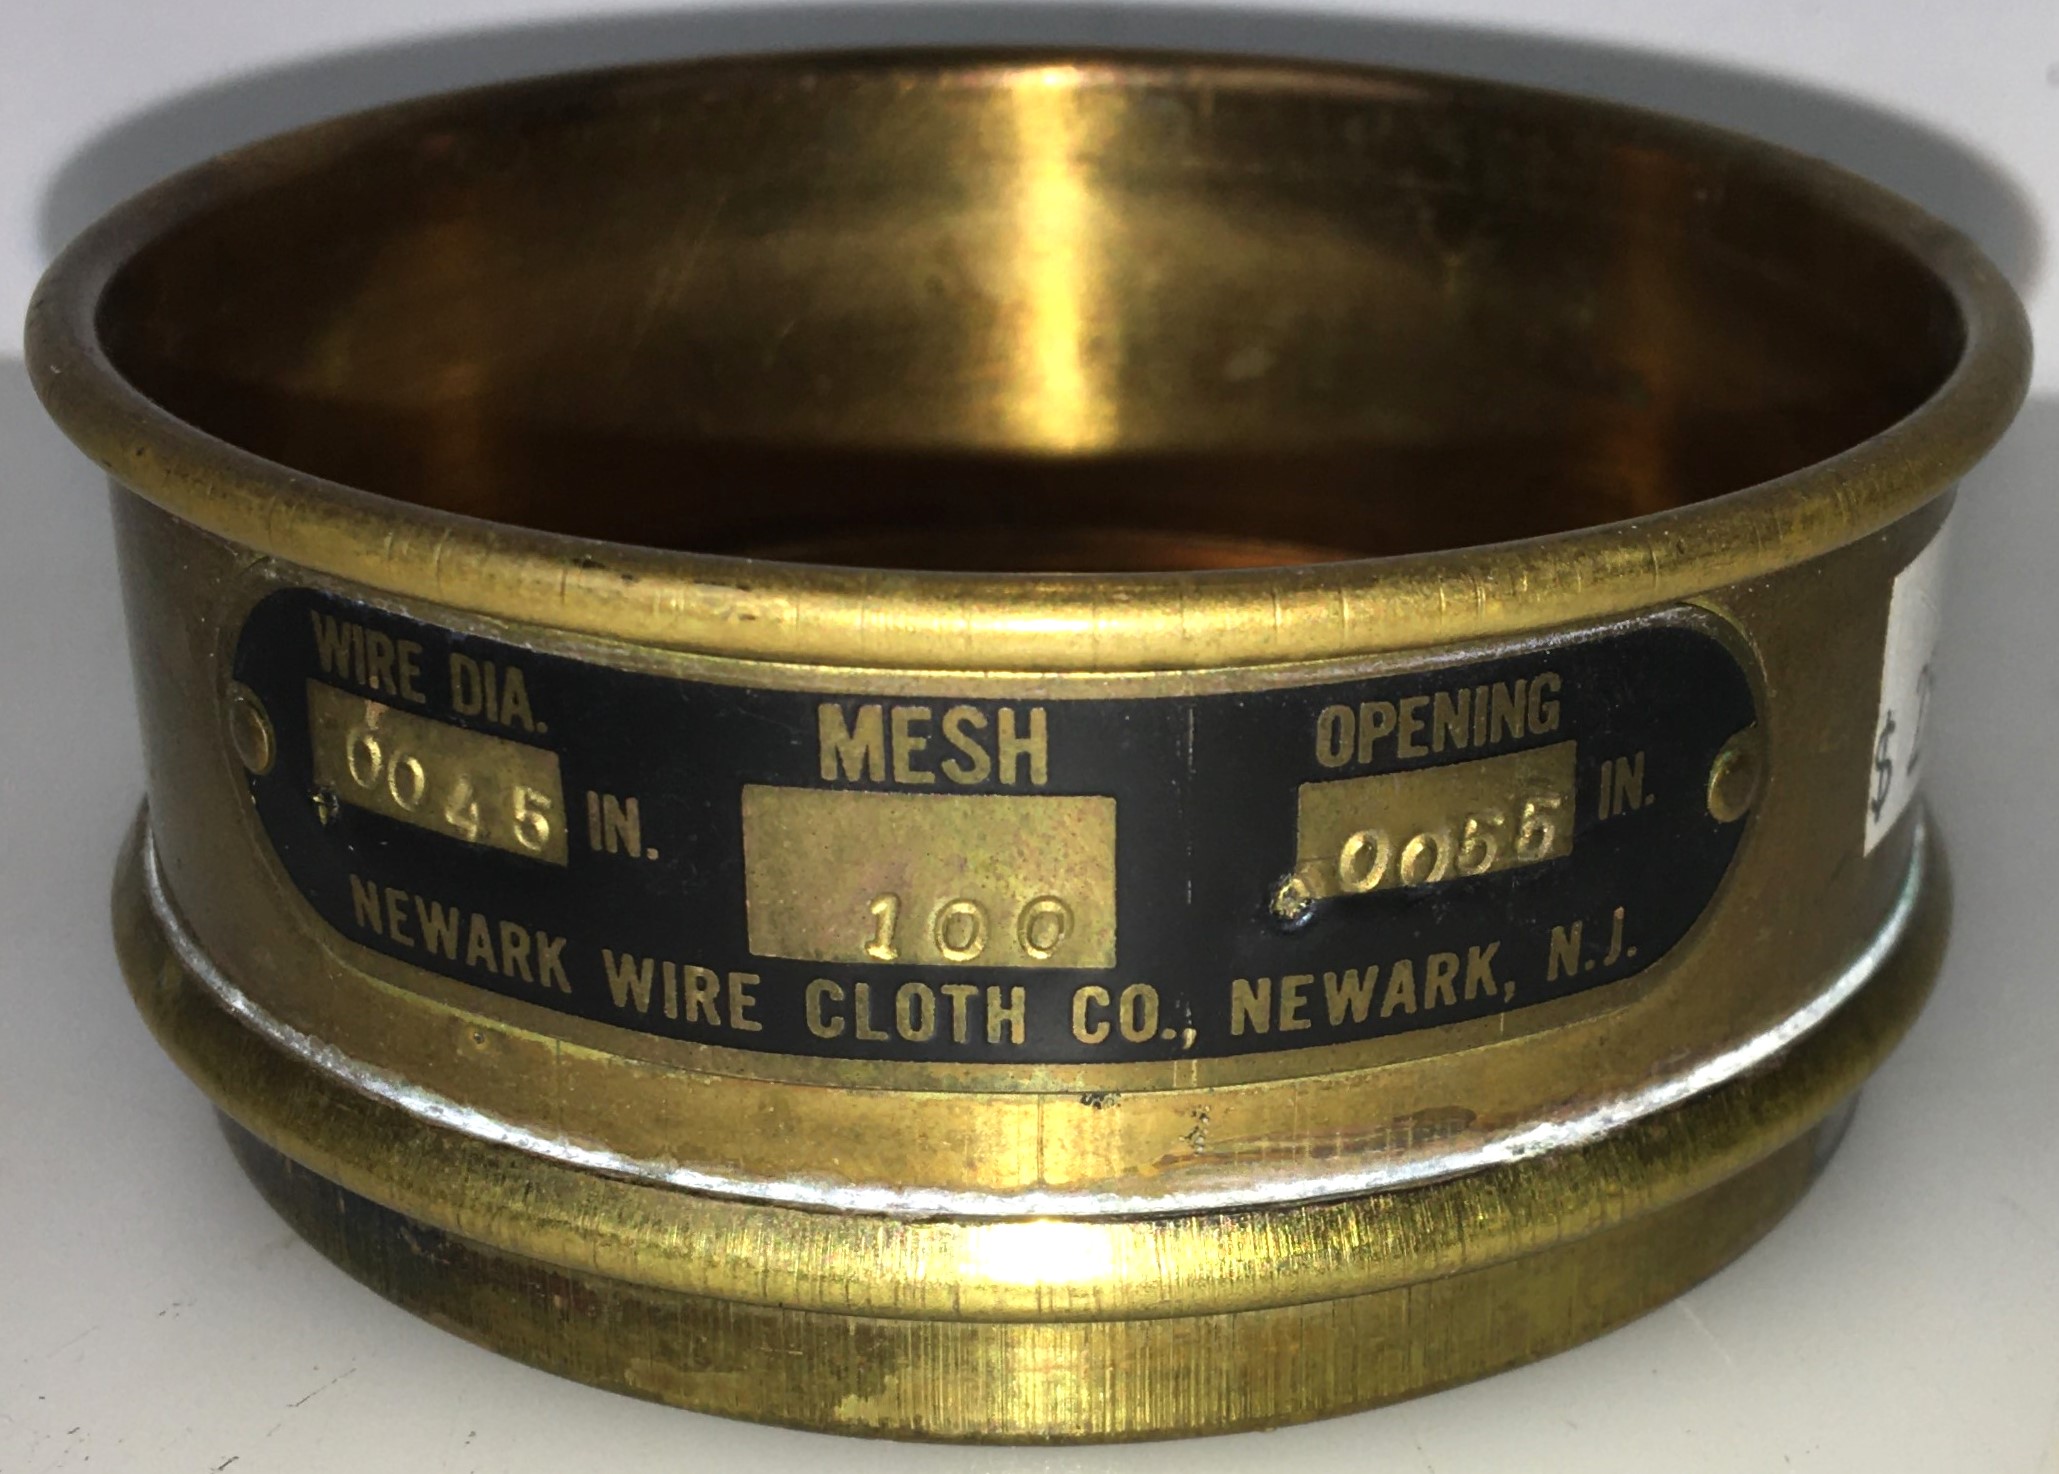 WIRE DIA.
.0045 IN.
MESH
100
OPENING
.0055 IN.
NEWARK WIRE CLOTH CO., NEWARK, N.J.
$